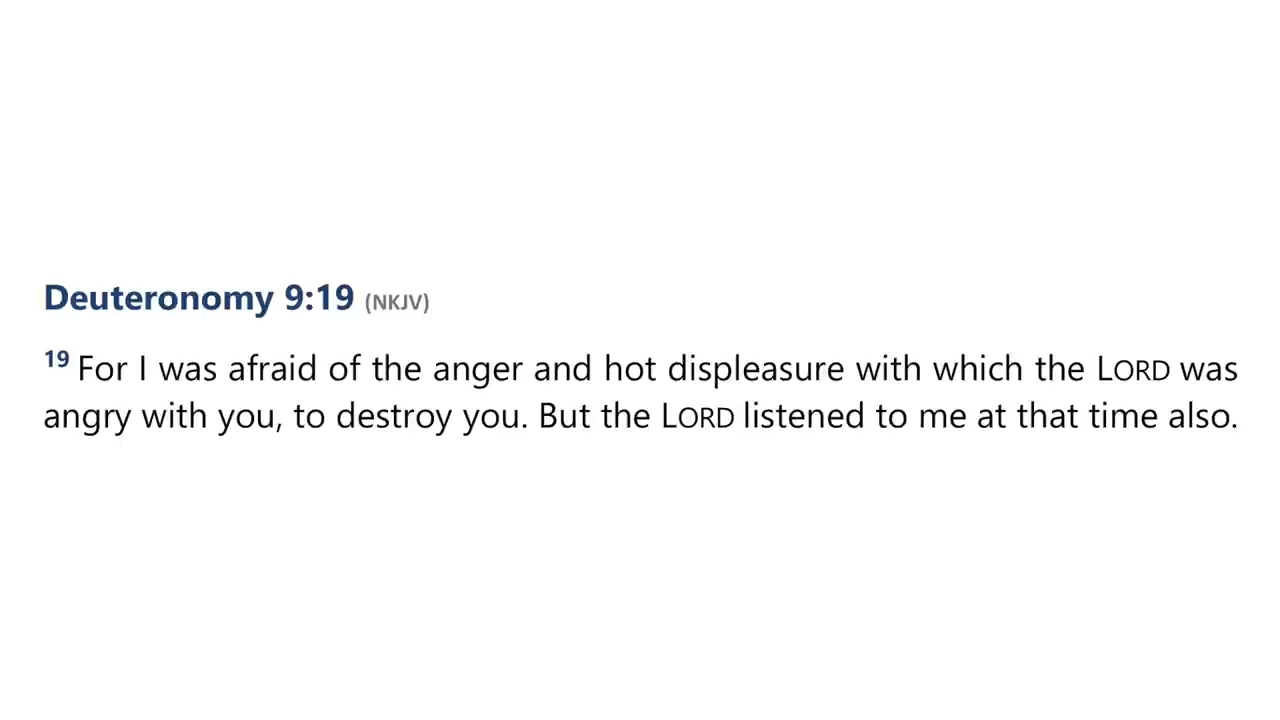 Deuteronomy 9:19 (NKJV)
19 For I was afraid of the anger and hot displeasure with which the LORD was
angry with you, to destroy you. But the LORD listened to me at that time also.